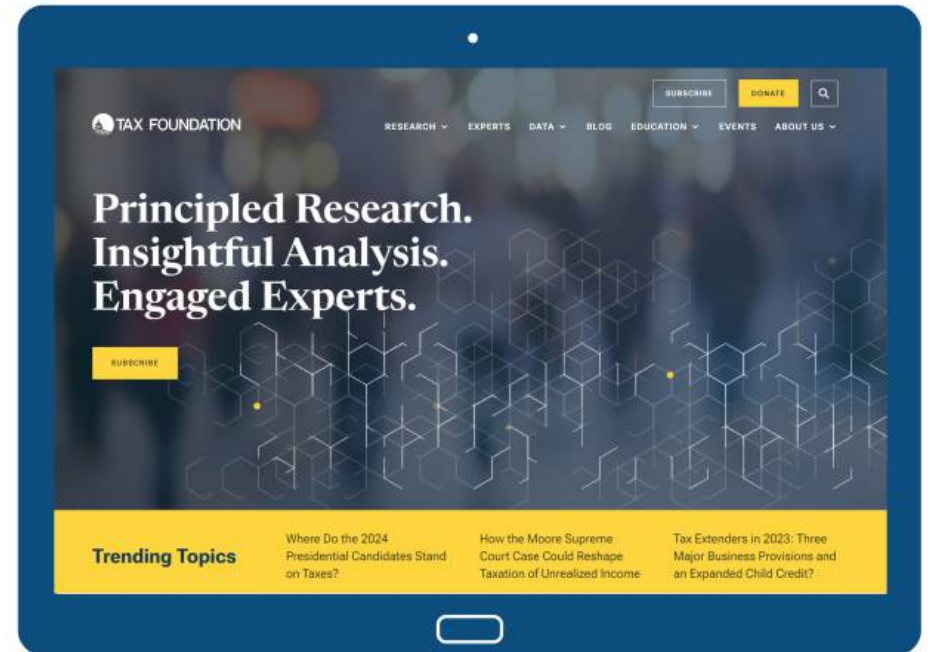 SUBSCRIBE
DONATE
TAX FOUNDATION
RESEARCH
EXPERTS
DATA
BLOG
EDUCATION
EVENTS
ABOUT US
Principled Research.
Insightful Analysis.
Engaged Experts.
SUBSCRIBE
Trending Topics
Where Do the 2024
Presidential Candidates Stand
on Taxes?
How the Moore Supreme
Court Case Could Reshape
Taxation of Unrealized Income
Tax Extenders in 2023: Three
Major Business Provisions and
an Expanded Child Credit?